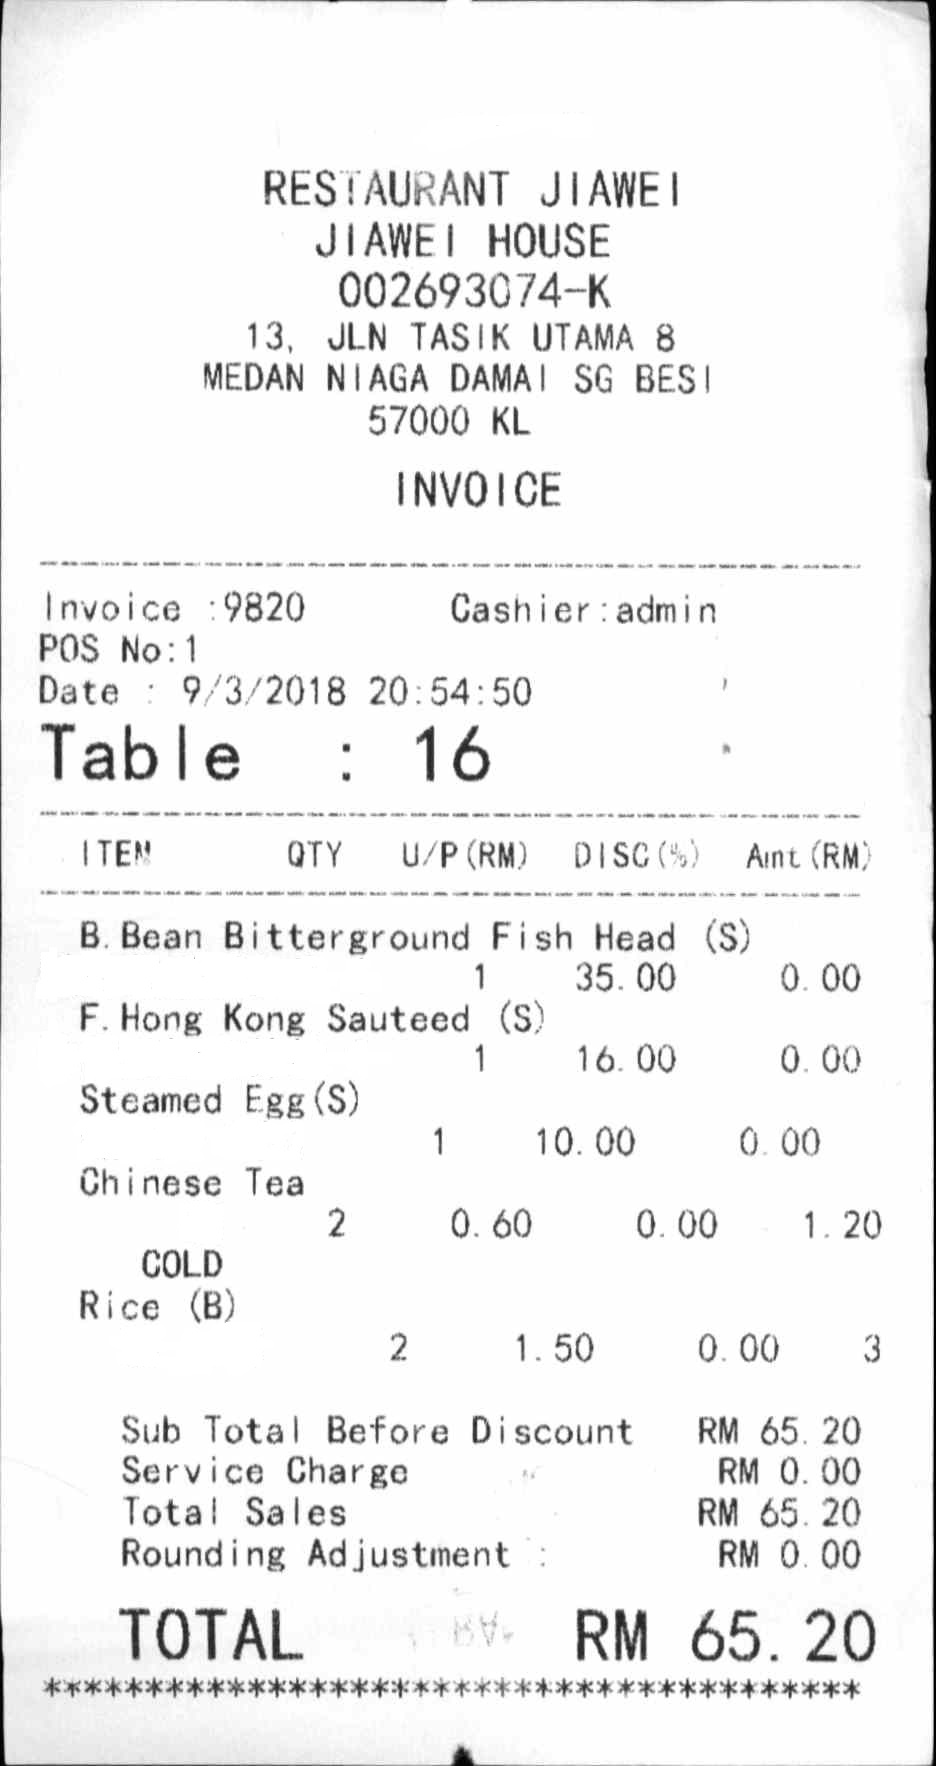 RESTAURANT JIAWEI
JIAWEI HOUSE
002693074-K
13, JLN TASIK UTAMA 8
MEDAN NIAGA DAMAI SG BESI
57000 KL
INVOICE
Invoice :9820 Cashier:admin
POS No:1
Date : 9/3/2018 20:54:50
Table : 16
ITEM QTY U/P(RM) DISC(%) Amt(RM)
B.Bean Bitterground Fish Head (S)
1 35.00 0.00
F.Hong Kong Sauteed (S)
1 16.00 0.00
Steamed Egg(S)
1 10.00 0.00
Chinese Tea
2 0.60 0.00 1.20
COLD
Rice (B)
2 1.50 0.00 3
Sub Total Before Discount RM 65.20
Service Charge RM 0.00
Total Sales RM 65.20
Rounding Adjustment : RM 0.00
TOTAL RM 65.20
****************************************